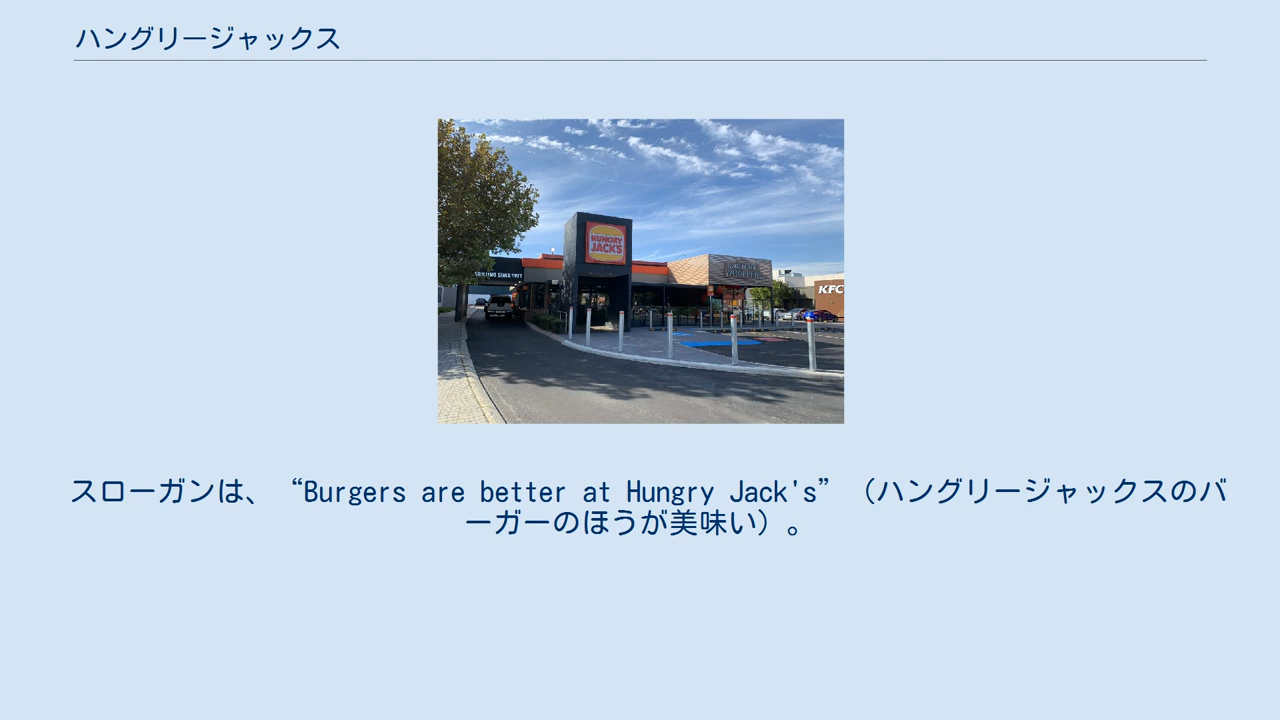 ハングリージャックス
HUNGRY
JACK'S
KFC
スローガンは、 “Burgers are better at Hungry Jack's” （ハングリージャックスのバ
ーガーのほうが美味い）。